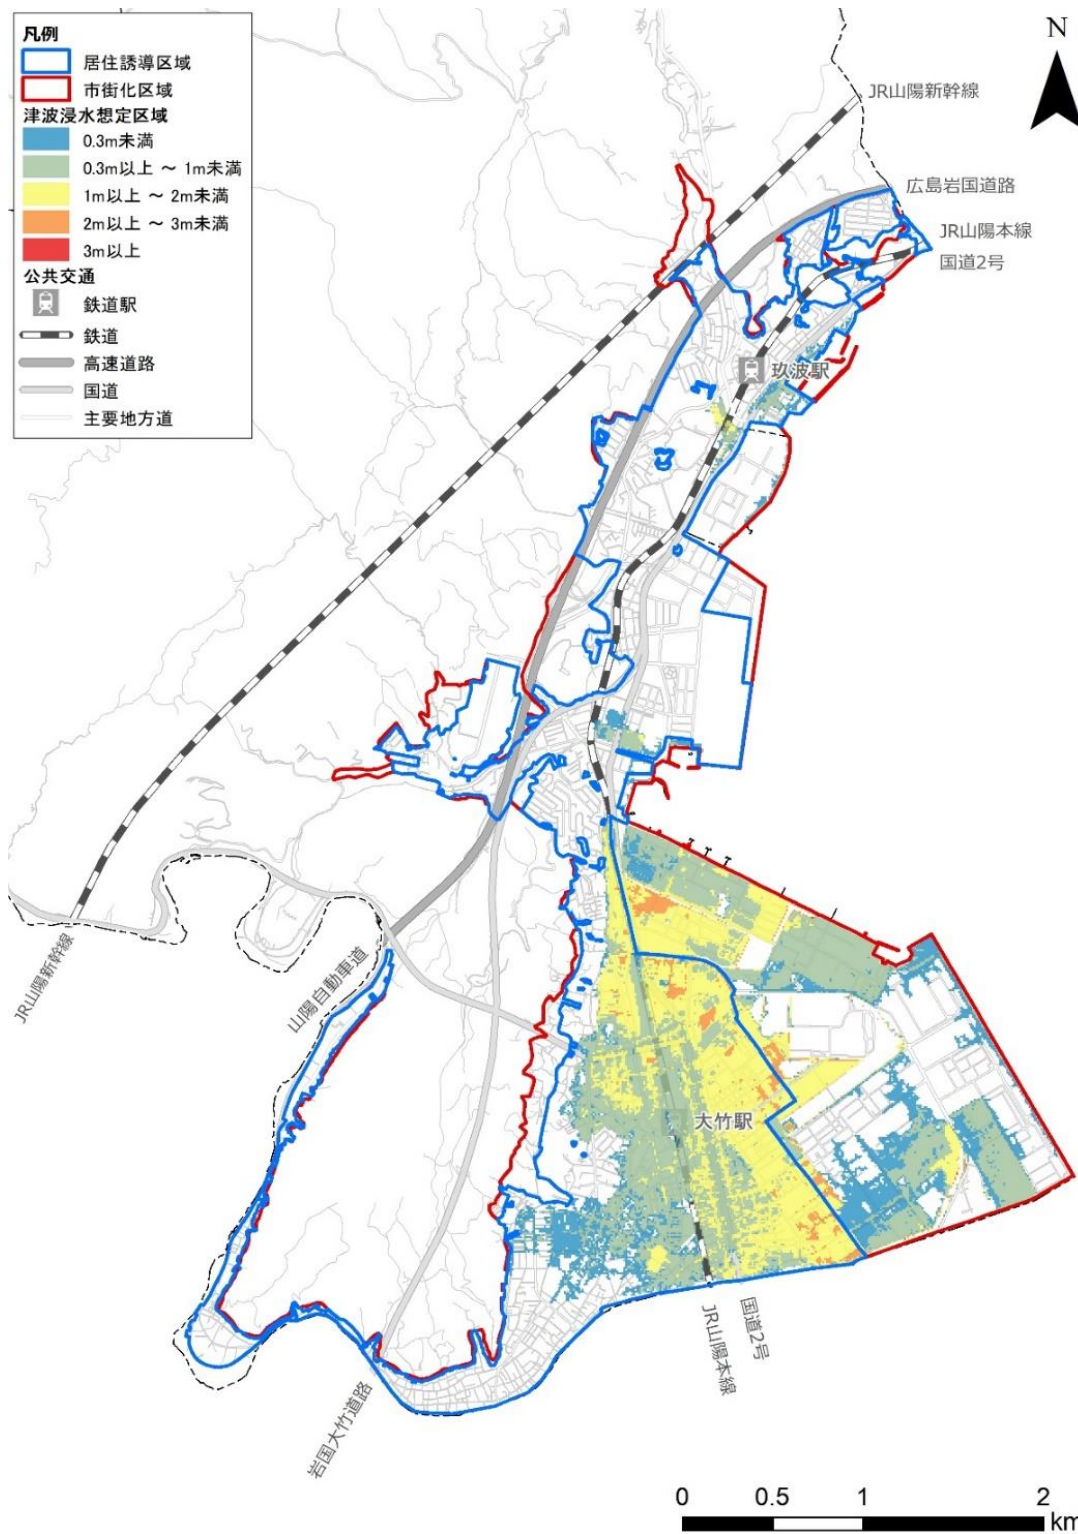 凡例
居住誘導区域
市街化区域
津波浸水想定区域
0.3m未満
0.3m以上 ~ 1m未満
1m以上 ~ 2m未満
2m以上 ~ 3m未満
3m以上
公共交通
鉄道駅
鉄道
高速道路
国道
主要地方道
N
JR山陽新幹線
広島岩国道路
JR山陽本線
国道2号
玖波駅
JR山陽新幹線
山陽自動車道
大竹駅
国道2号
JR山陽本線
岩国大竹道路
0 0.5 1 2
km